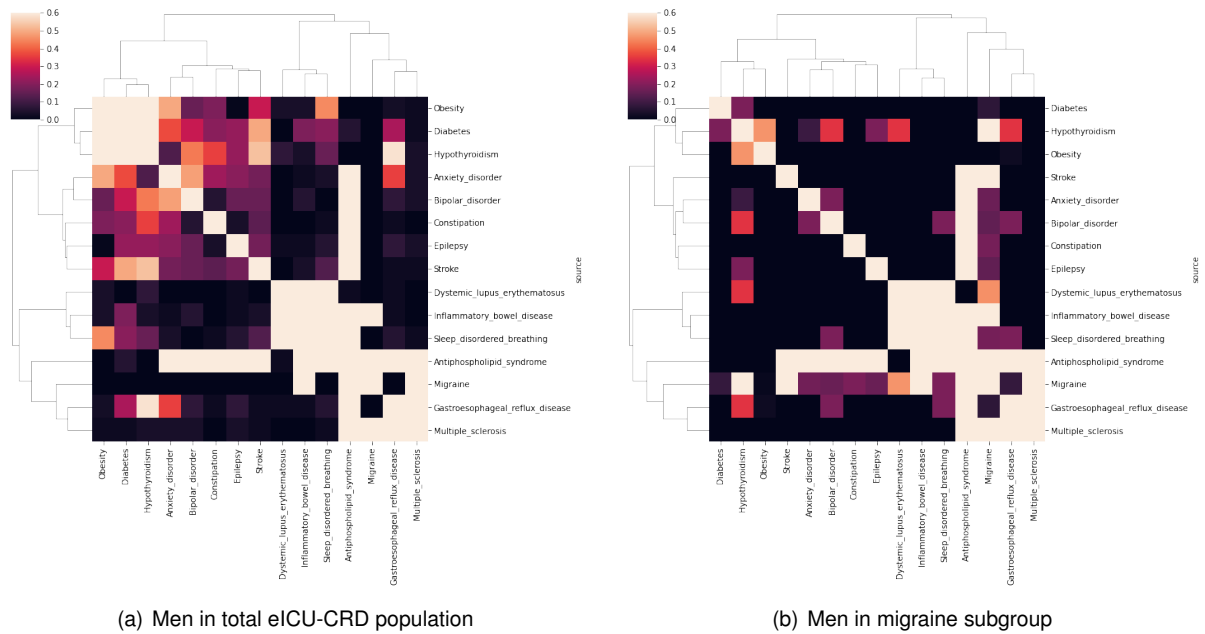 0.6
0.5
0.4
0.3
0.2
0.1
0.0
Obesity
Diabetes
Hypothyroidism
Anxiety_disorder
Bipolar_disorder
Constipation
Epilepsy
Stroke
Dystemic_lupus_erythematosus
Inflammatory_bowel_disease
Sleep_disordered_breathing
Antiphospholipid_syndrome
Migraine
Gastroesophageal_reflux_disease
Multiple_sclerosis
source
Obesity
Diabetes
Hypothyroidism
Anxiety_disorder
Bipolar_disorder
Constipation
Epilepsy
Stroke
Dystemic_lupus_erythematosus
Inflammatory_bowel_disease
Sleep_disordered_breathing
Antiphospholipid_syndrome
Migraine
Gastroesophageal_reflux_disease
Multiple_sclerosis
(a) Men in total eICU-CRD population
0.6
0.5
0.4
0.3
0.2
0.1
0.0
Diabetes
Hypothyroidism
Obesity
Stroke
Anxiety_disorder
Bipolar_disorder
Constipation
Epilepsy
Dystemic_lupus_erythematosus
Inflammatory_bowel_disease
Sleep_disordered_breathing
Antiphospholipid_syndrome
Migraine
Gastroesophageal_reflux_disease
Multiple_sclerosis
source
Diabetes
Hypothyroidism
Obesity
Stroke
Anxiety_disorder
Bipolar_disorder
Constipation
Epilepsy
Dystemic_lupus_erythematosus
Inflammatory_bowel_disease
Sleep_disordered_breathing
Antiphospholipid_syndrome
Migraine
Gastroesophageal_reflux_disease
Multiple_sclerosis
(b) Men in migraine subgroup